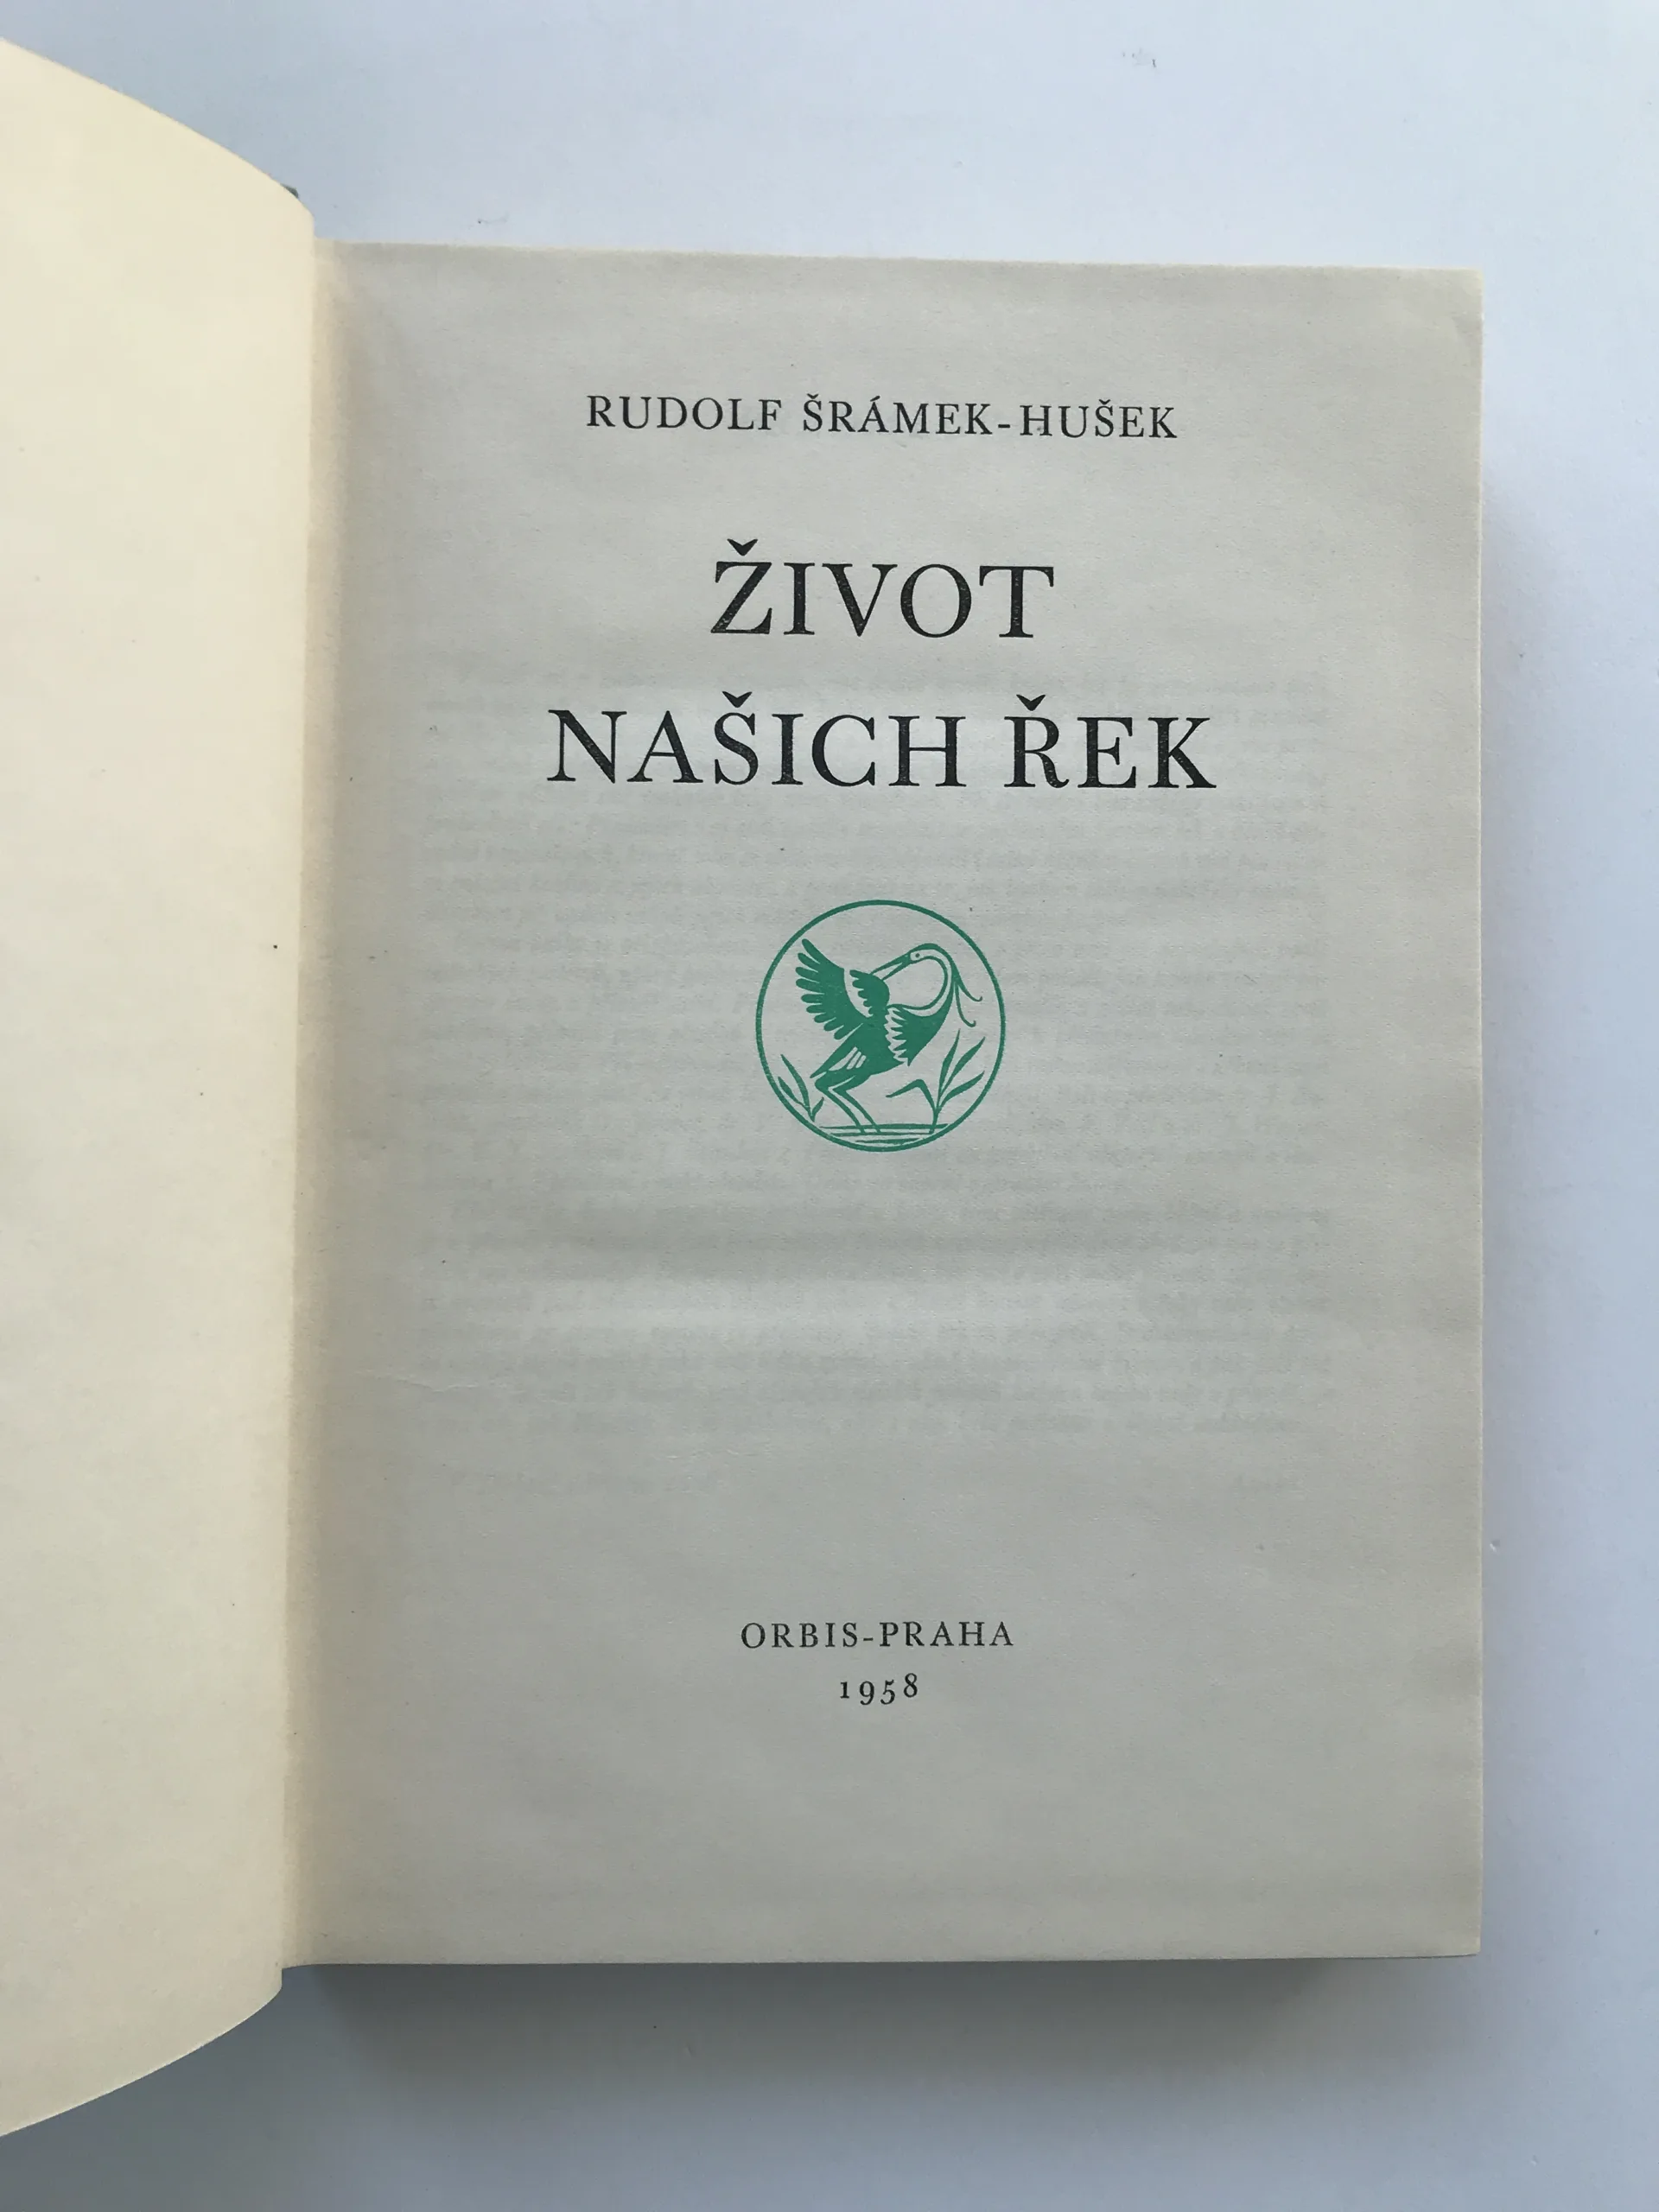 RUDOLF ŠRÁMEK-HUŠEK
ŽIVOT
NAŠICH ŘEK
ORBIS-PRAHA
1958